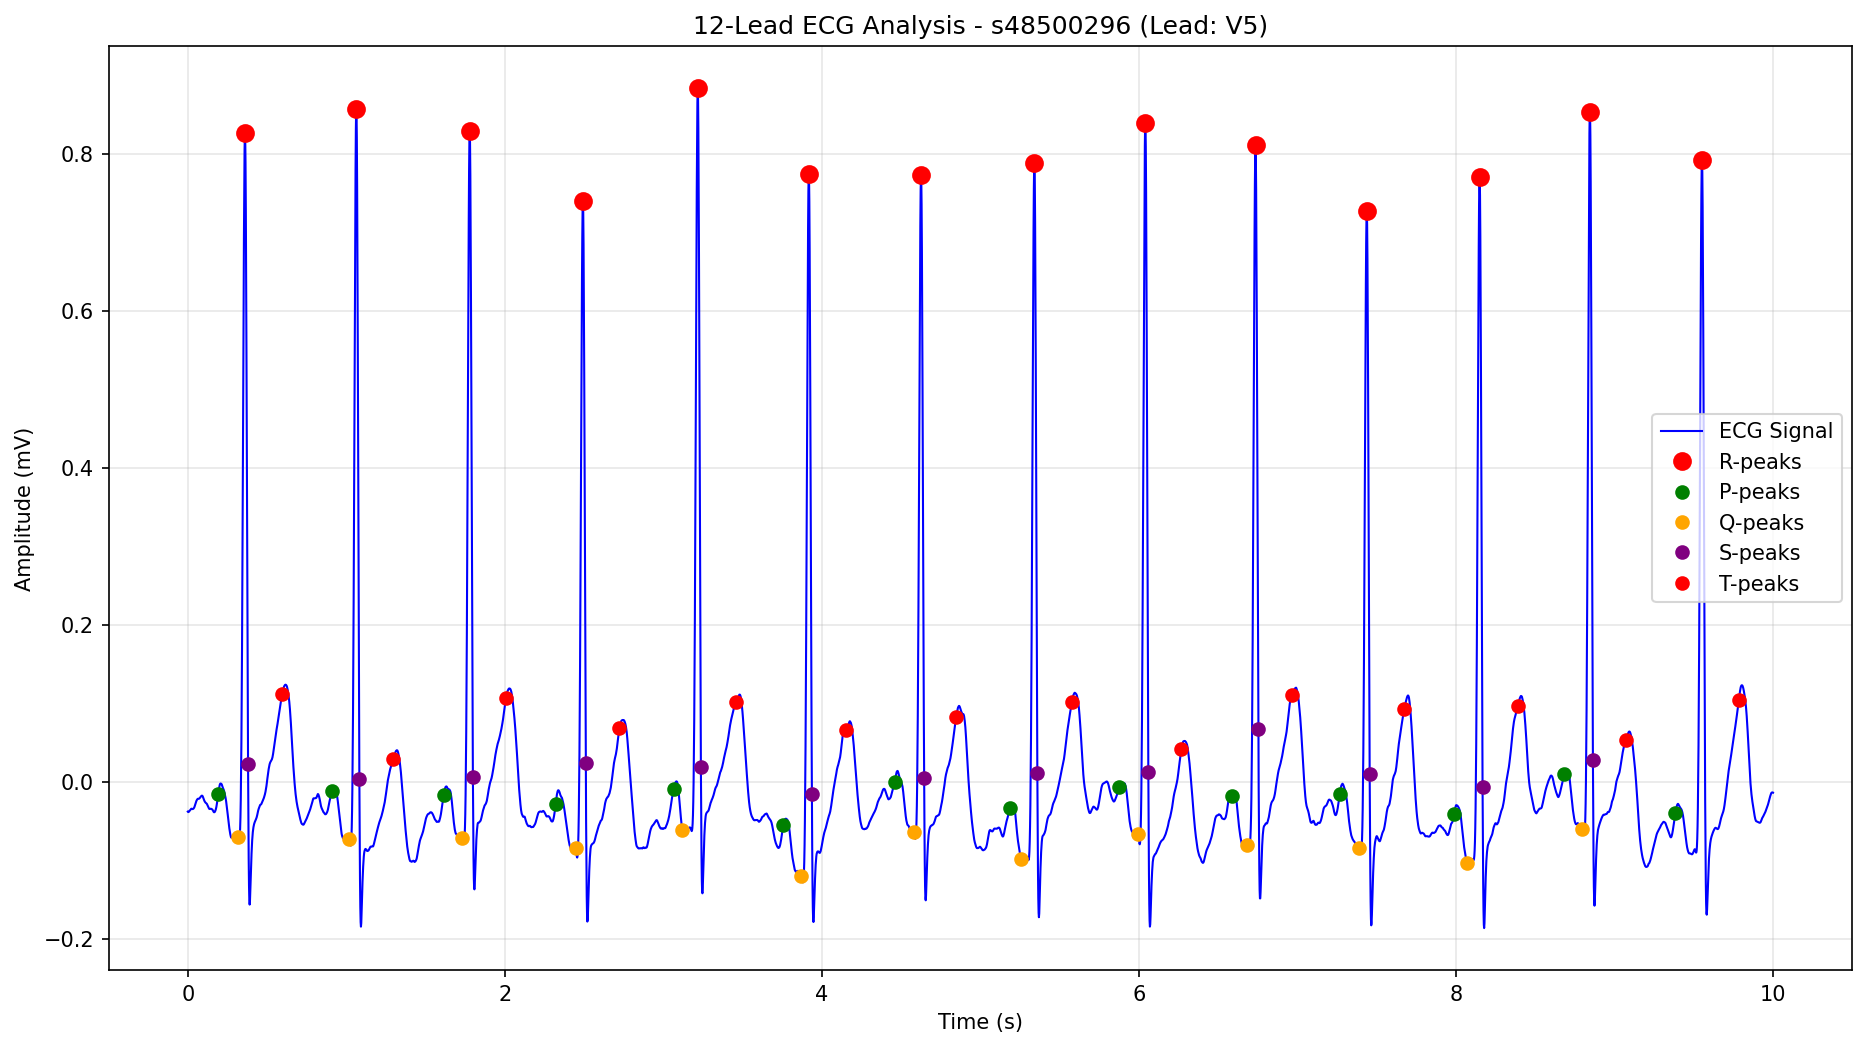 12-Lead ECG Analysis - s48500296 (Lead: V5)
Amplitude (mV)
0.8
0.6
0.4
0.2
0.0
−0.2
ECG Signal
R-peaks
P-peaks
Q-peaks
S-peaks
T-peaks
0 2 4 6 8 10
Time (s)